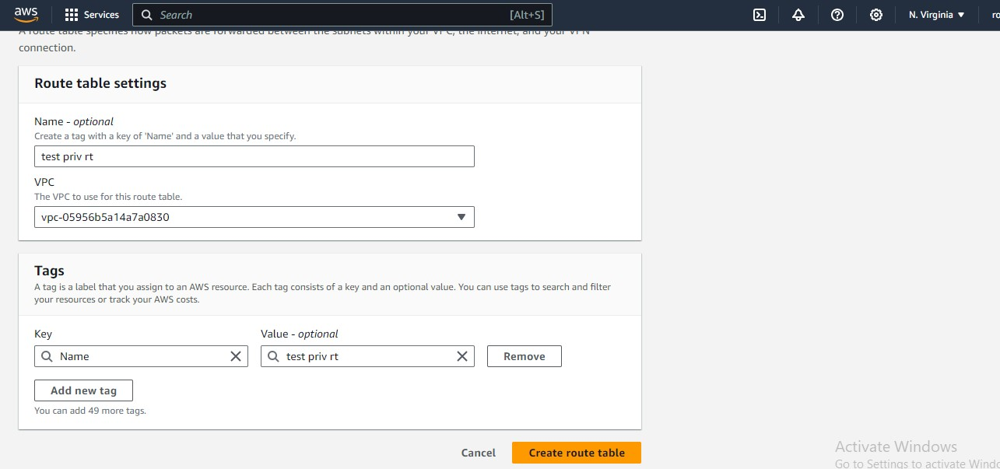 aws
Services
Search
[Alt+S]
N. Virginia
A route table specifies how packets are forwarded between the subnets within your VPC, the internet, and your VPN
connection.
Route table settings
Name - optional
Create a tag with a key of 'Name' and a value that you specify.
test priv rt
VPC
The VPC to use for this route table.
vpc-05956b5a14a7a0830
Tags
A tag is a label that you assign to an AWS resource. Each tag consists of a key and an optional value. You can use tags to search and filter
your resources or track your AWS costs.
Key
Value - optional
Name
test priv rt
Remove
Add new tag
You can add 49 more tags.
Cancel
Create route table
Activate Windows
Go to Settings to activate